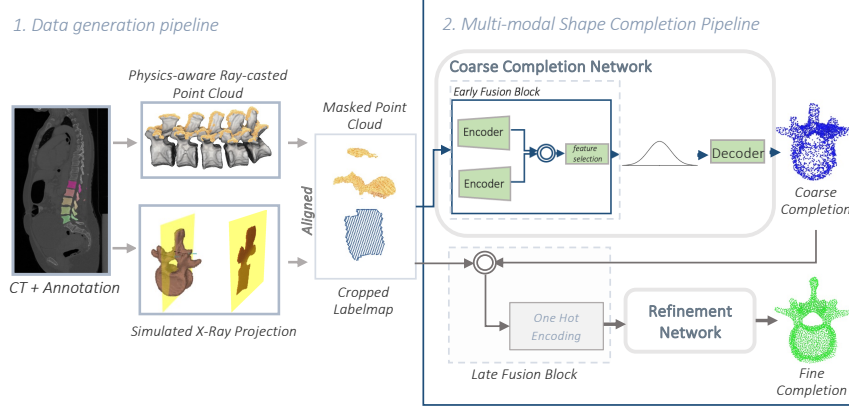 1. Data generation pipeline
Physics-aware Ray-casted
Point Cloud
CT + Annotation
Simulated X-Ray Projection
Masked Point
Cloud
Aligned
Cropped
Labelmap
2. Multi-modal Shape Completion Pipeline
Coarse Completion Network
Early Fusion Block
Encoder
Encoder
feature
selection
Decoder
Coarse
Completion
One Hot
Encoding
Late Fusion Block
Refinement
Network
Fine
Completion